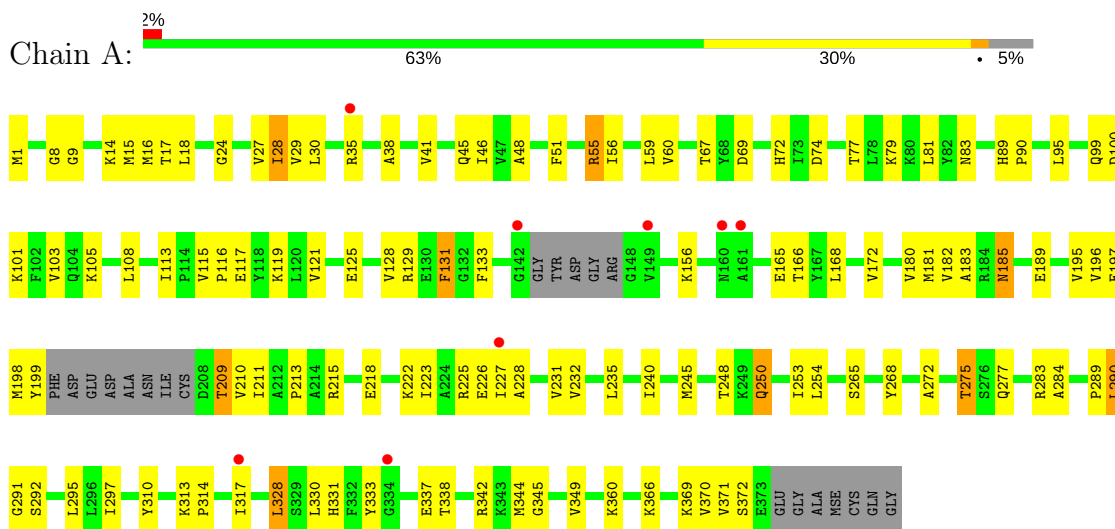 2%
Chain A:
63% 30% • 5%
M1 G8 G9 K14 M15 M16 T17 L18 G24 V27 I28 V29 L30 R35 A38 V41 Q45 I46 V47 A48 F51 R55 I56 L59 V60 T67 Y68 D69 H72 I73 D74 T77 L78 K79 K80 L81 Y82 N83 H89 P90 L95 Q99 D100
K101 F102 V103 Q104 K105 L108 I113 P114 V115 P116 E117 Y118 K119 L120 V121 E125 V128 R129 E130 F131 G132 F133 G142 GLY TYR ASP GLY ARG G148 V149 K156 N160 A161 E165 T166 Y167 L168 V172 V180 M181 V182 A183 R184 N185 E189 V195 V196 F197
M198 Y199 PHE ASP GLU ASP ALA ASN ILE CYS D208 T209 V210 I211 A212 P213 A214 R215 E218 K222 I223 A224 R225 E226 I227 A228 V231 V232 L235 I240 M245 T248 K249 Q250 I253 L254 S265 Y268 A272 T275 S276 Q277 R283 A284 P289 L290
G291 S292 L295 L296 I297 Y310 K313 P314 I317 L328 S329 L330 H331 F332 Y333 G334 E337 T338 R342 K343 M344 G345 V349 K360 K366 K369 V370 V371 S372 E373 GLU GLY ALA MSE CYS GLN GLY